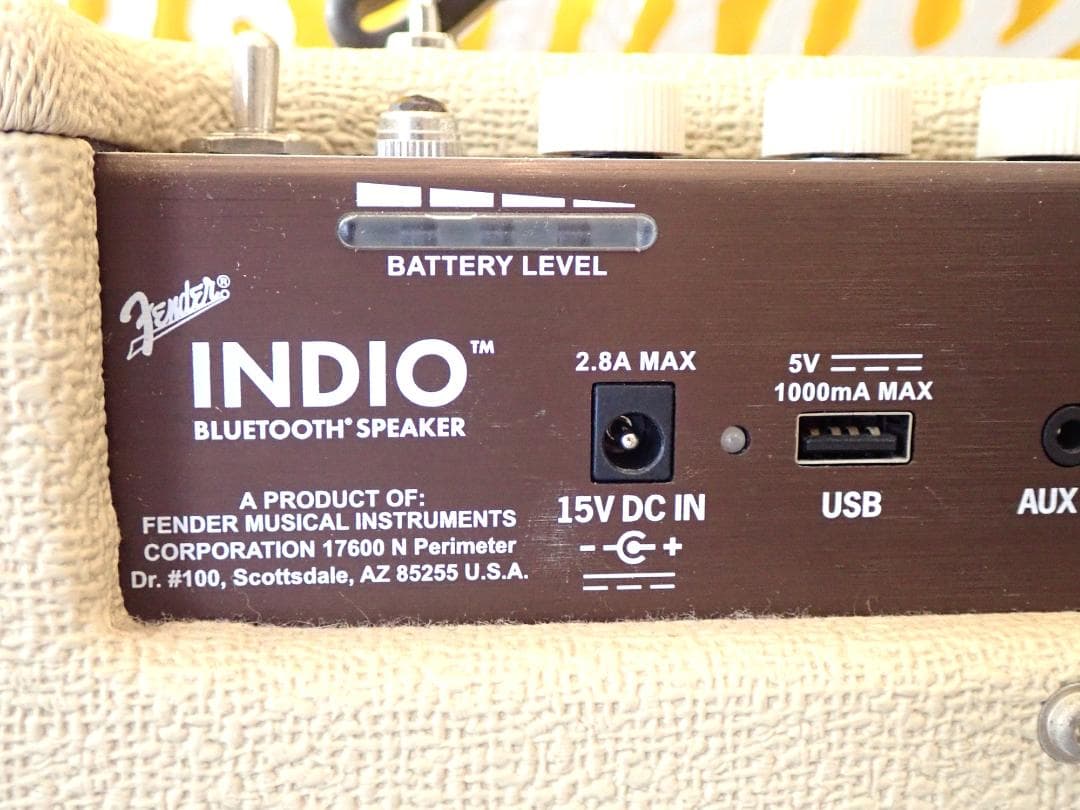 BATTERY LEVEL
Fender®
INDIO™
BLUETOOTH® SPEAKER
A PRODUCT OF:
FENDER MUSICAL INSTRUMENTS
CORPORATION 17600 N Perimeter
Dr. #100, Scottsdale, AZ 85255 U.S.A.
2.8A MAX
15V DC IN
- +
5V
1000mA MAX
USB
AUX